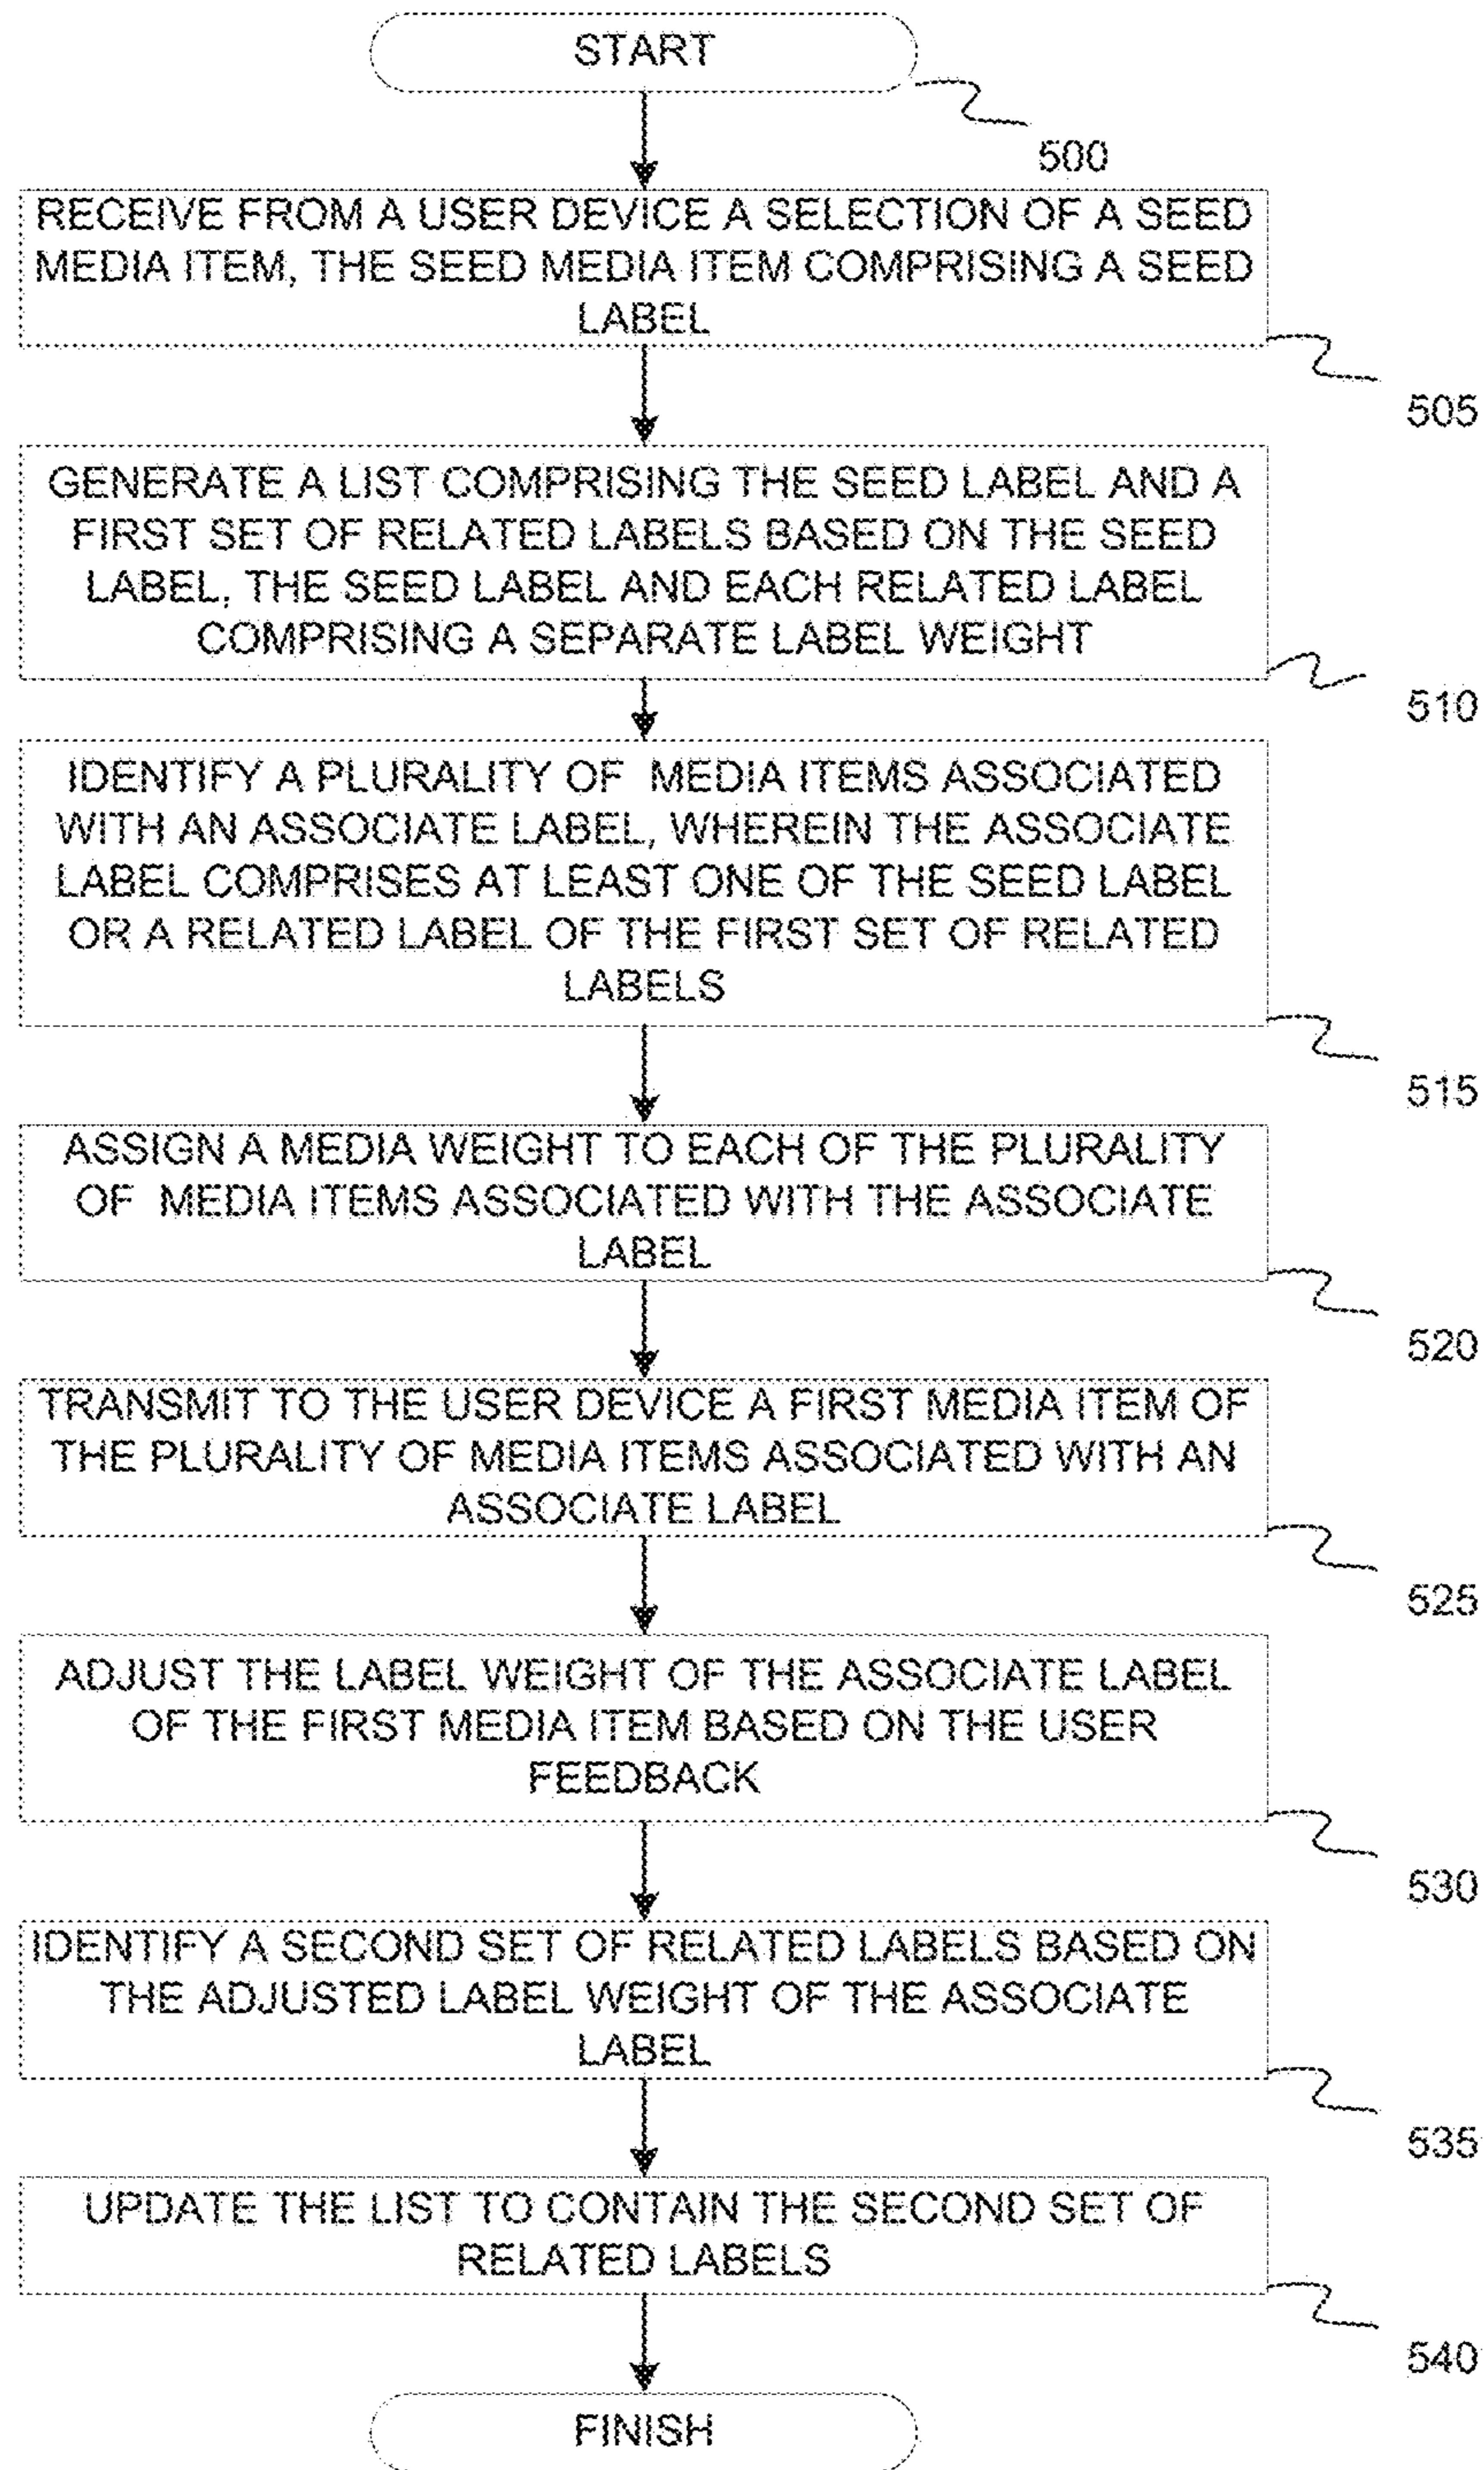 START
500
RECEIVE FROM A USER DEVICE A SELECTION OF A SEED
MEDIA ITEM, THE SEED MEDIA ITEM COMPRISING A SEED
LABEL
505
GENERATE A LIST COMPRISING THE SEED LABEL AND A
FIRST SET OF RELATED LABELS BASED ON THE SEED
LABEL, THE SEED LABEL AND EACH RELATED LABEL
COMPRISING A SEPARATE LABEL WEIGHT
510
IDENTIFY A PLURALITY OF MEDIA ITEMS ASSOCIATED
WITH AN ASSOCIATE LABEL, WHEREIN THE ASSOCIATE
LABEL COMPRISES AT LEAST ONE OF THE SEED LABEL
OR A RELATED LABEL OF THE FIRST SET OF RELATED
LABELS
515
ASSIGN A MEDIA WEIGHT TO EACH OF THE PLURALITY
OF MEDIA ITEMS ASSOCIATED WITH THE ASSOCIATE
LABEL
520
TRANSMIT TO THE USER DEVICE A FIRST MEDIA ITEM OF
THE PLURALITY OF MEDIA ITEMS ASSOCIATED WITH AN
ASSOCIATE LABEL
525
ADJUST THE LABEL WEIGHT OF THE ASSOCIATE LABEL
OF THE FIRST MEDIA ITEM BASED ON THE USER
FEEDBACK
530
IDENTIFY A SECOND SET OF RELATED LABELS BASED ON
THE ADJUSTED LABEL WEIGHT OF THE ASSOCIATE
LABEL
535
UPDATE THE LIST TO CONTAIN THE SECOND SET OF
RELATED LABELS
540
FINISH